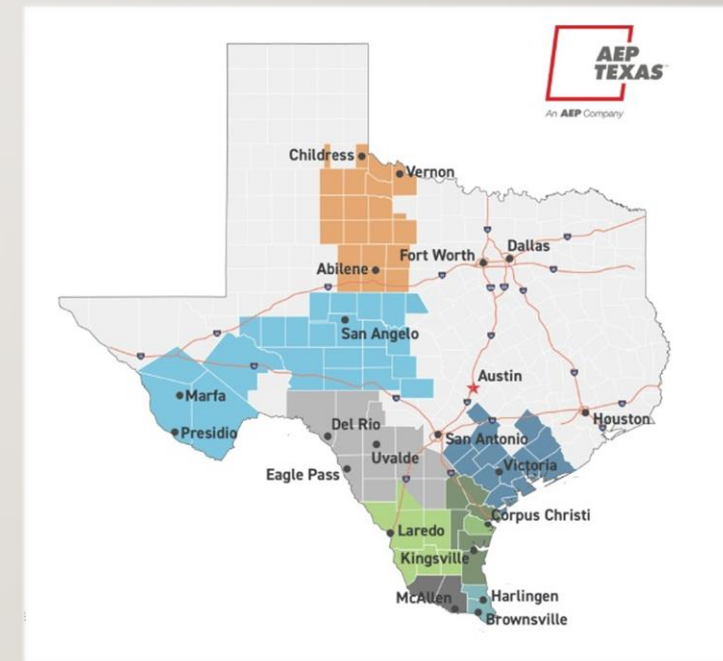 AEP
TEXAS
An AEP Company
Childress
Vernon
Fort Worth
Dallas
Abilene
San Angelo
Austin
Marfa
Houston
Del Rio
San Antonio
Presidio
Uvalde
Victoria
Eagle Pass
Corpus Christi
Laredo
Kingsville
McAllen
Harlingen
Brownsville